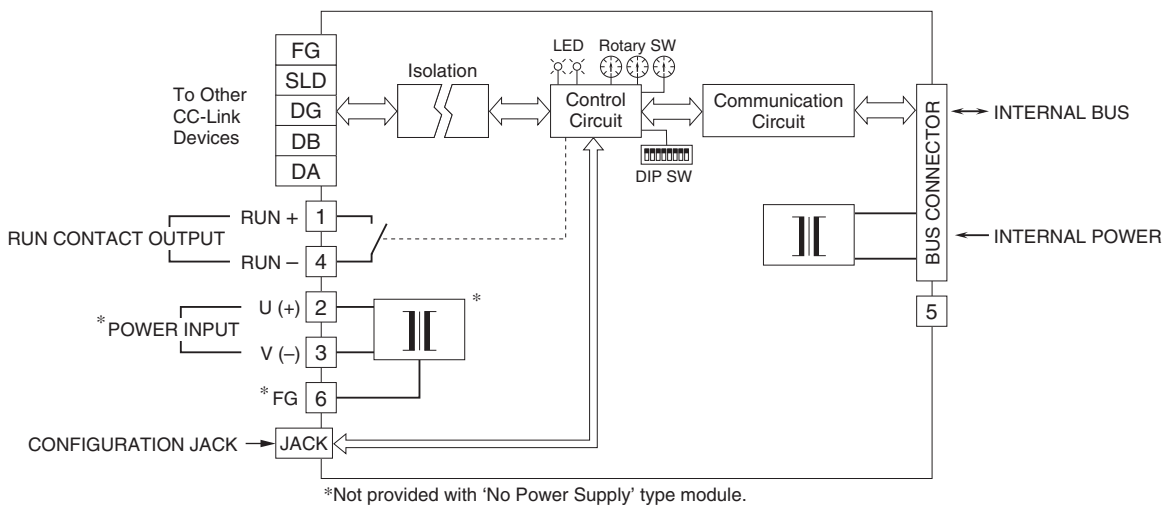 FG
SLD
DG
DB
DA
To Other
CC-Link
Devices
Isolation
LED
Rotary SW
Control
Circuit
DIP SW
Communication
Circuit
BUS CONNECTOR
INTERNAL BUS
INTERNAL POWER
5
RUN CONTACT OUTPUT
RUN +
1
RUN –
4
*POWER INPUT
U (+)
2
V (–)
3
*
*FG
6
CONFIGURATION JACK
JACK
*Not provided with ‘No Power Supply’ type module.